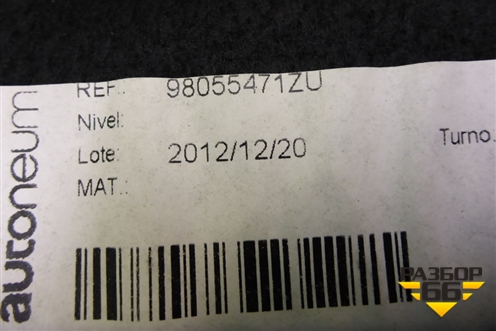 autoneum
REF.: 98055471ZU
Nivel:
Lote: 2012/12/20
Turno:
MAT.:
РАЗБОР
66